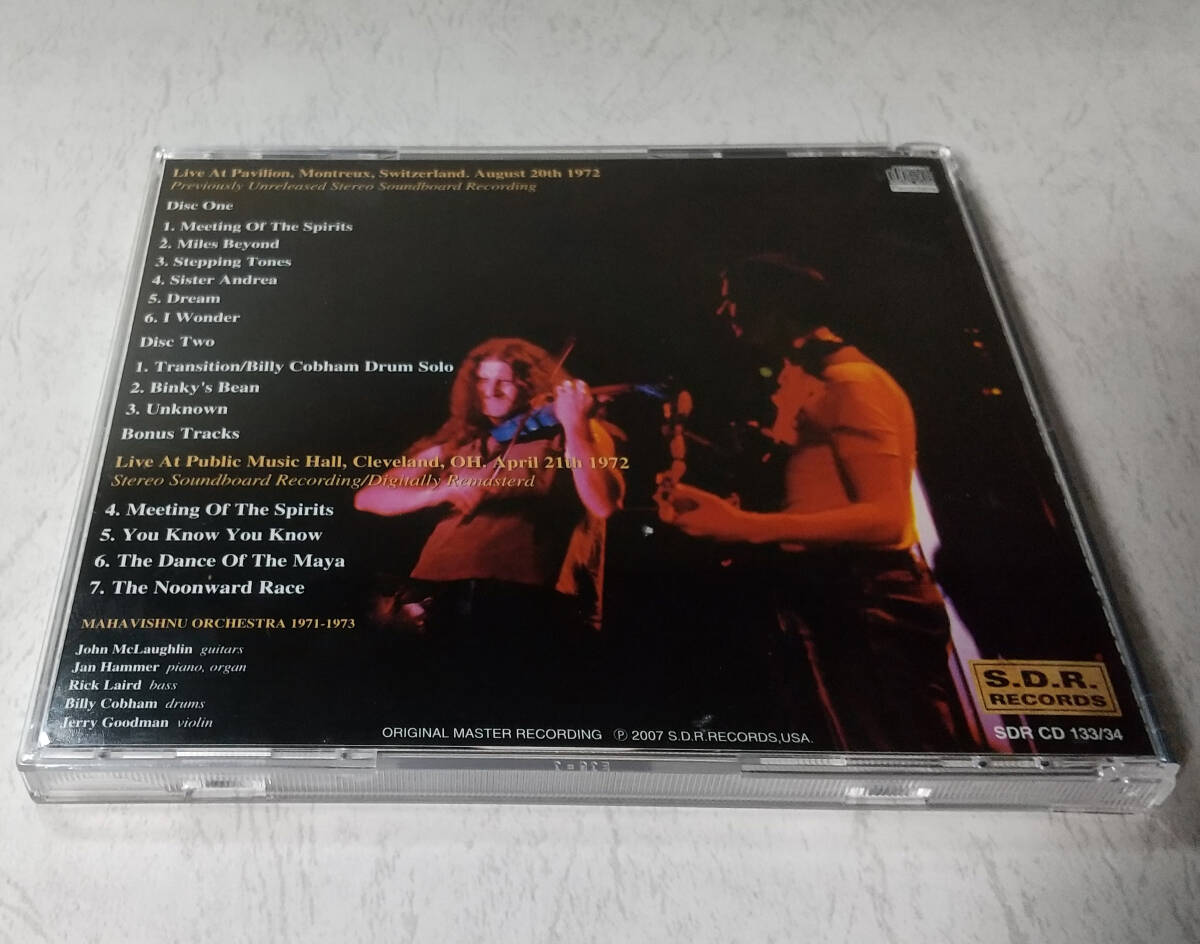 Live At Pavilion, Montreux, Switzerland. August 20th 1972
Previously Unreleased Stereo Soundboard Recording
Disc One
1. Meeting Of The Spirits
2. Miles Beyond
3. Stepping Tones
4. Sister Andrea
5. Dream
6. I Wonder
Disc Two
1. Transition/Billy Cobham Drum Solo
2. Binky's Bean
3. Unknown
Bonus Tracks
Live At Public Music Hall, Cleveland, OH. April 21th 1972
Stereo Soundboard Recording/Digitally Remasterd
4. Meeting Of The Spirits
5. You Know You Know
6. The Dance Of The Maya
7. The Noonward Race
MAHAVISHNU ORCHESTRA 1971-1973
John McLaughlin guitars
Jan Hammer piano, organ
Rick Laird bass
Billy Cobham drums
Jerry Goodman violin
ORIGINAL MASTER RECORDING ℗ 2007 S.D.R.RECORDS,USA.
S.D.R.
RECORDS
SDR CD 133/34